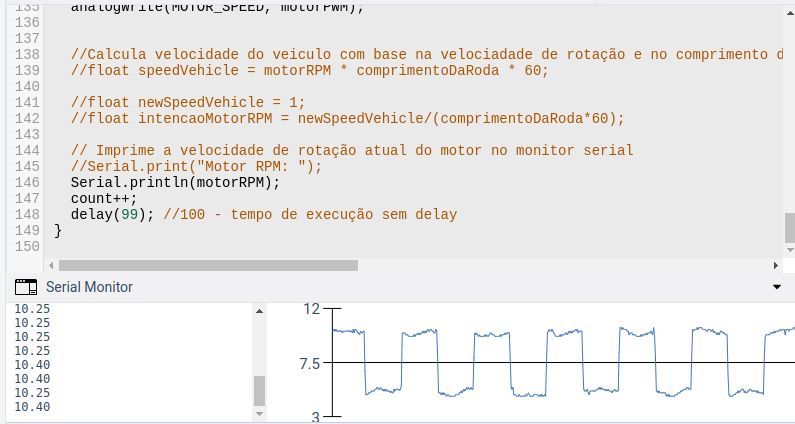 135 analogWrite(MOTOR_SPEED, motorPWM);
136
137
138 //Calcula velocidade do veiculo com base na velociadade de rotação e no comprimento d
139 //float speedVehicle = motorRPM * comprimentoDaRoda * 60;
140
141 //float newSpeedVehicle = 1;
142 //float intencaoMotorRPM = newSpeedVehicle/(comprimentoDaRoda*60);
143
144 // Imprime a velocidade de rotação atual do motor no monitor serial
145 //Serial.print("Motor RPM: ");
146 Serial.println(motorRPM);
147 count++;
148 delay(99); //100 - tempo de execução sem delay
149 }
150
Serial Monitor
10.25
10.25
10.25
10.25
10.40
10.40
10.25
10.40
12
7.5
3